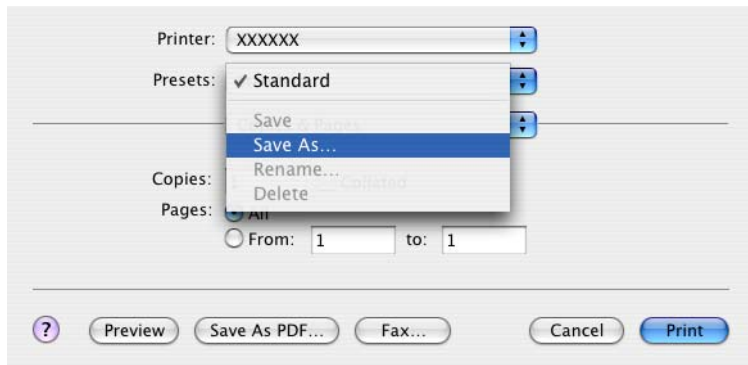 Printer: XXXXXX
Presets: ✓ Standard
Save
& Pages
Save As...
Rename...
Copies: Collated
Delete
Pages: All
From: 1 to: 1
? Preview Save As PDF... Fax... Cancel Print